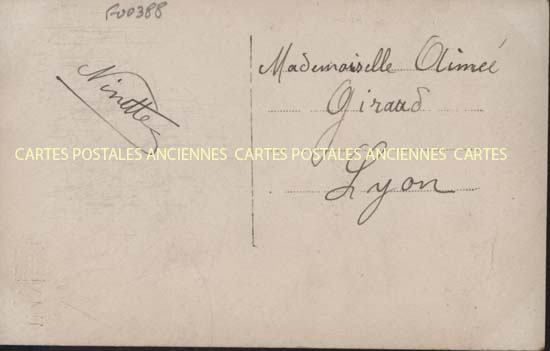 F00388
Ninette
Mademoiselle Aimée
Giraud
CARTES POSTALES ANCIENNES CARTES POSTALES ANCIENNES CARTES
Lyon